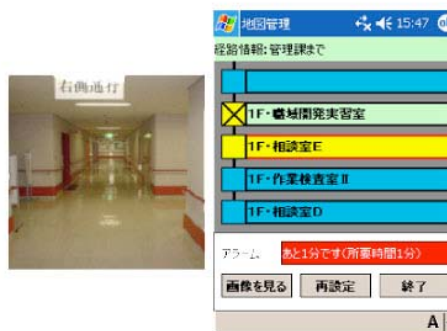 右側通行
地図管理
15:47
経路情報:管理課まで
1F・職域開発実習室
1F・相談室E
1F・作業検査室Ⅱ
1F・相談室D
アラーム
あと1分です(所要時間1分)
画像を見る
再設定
終了
A